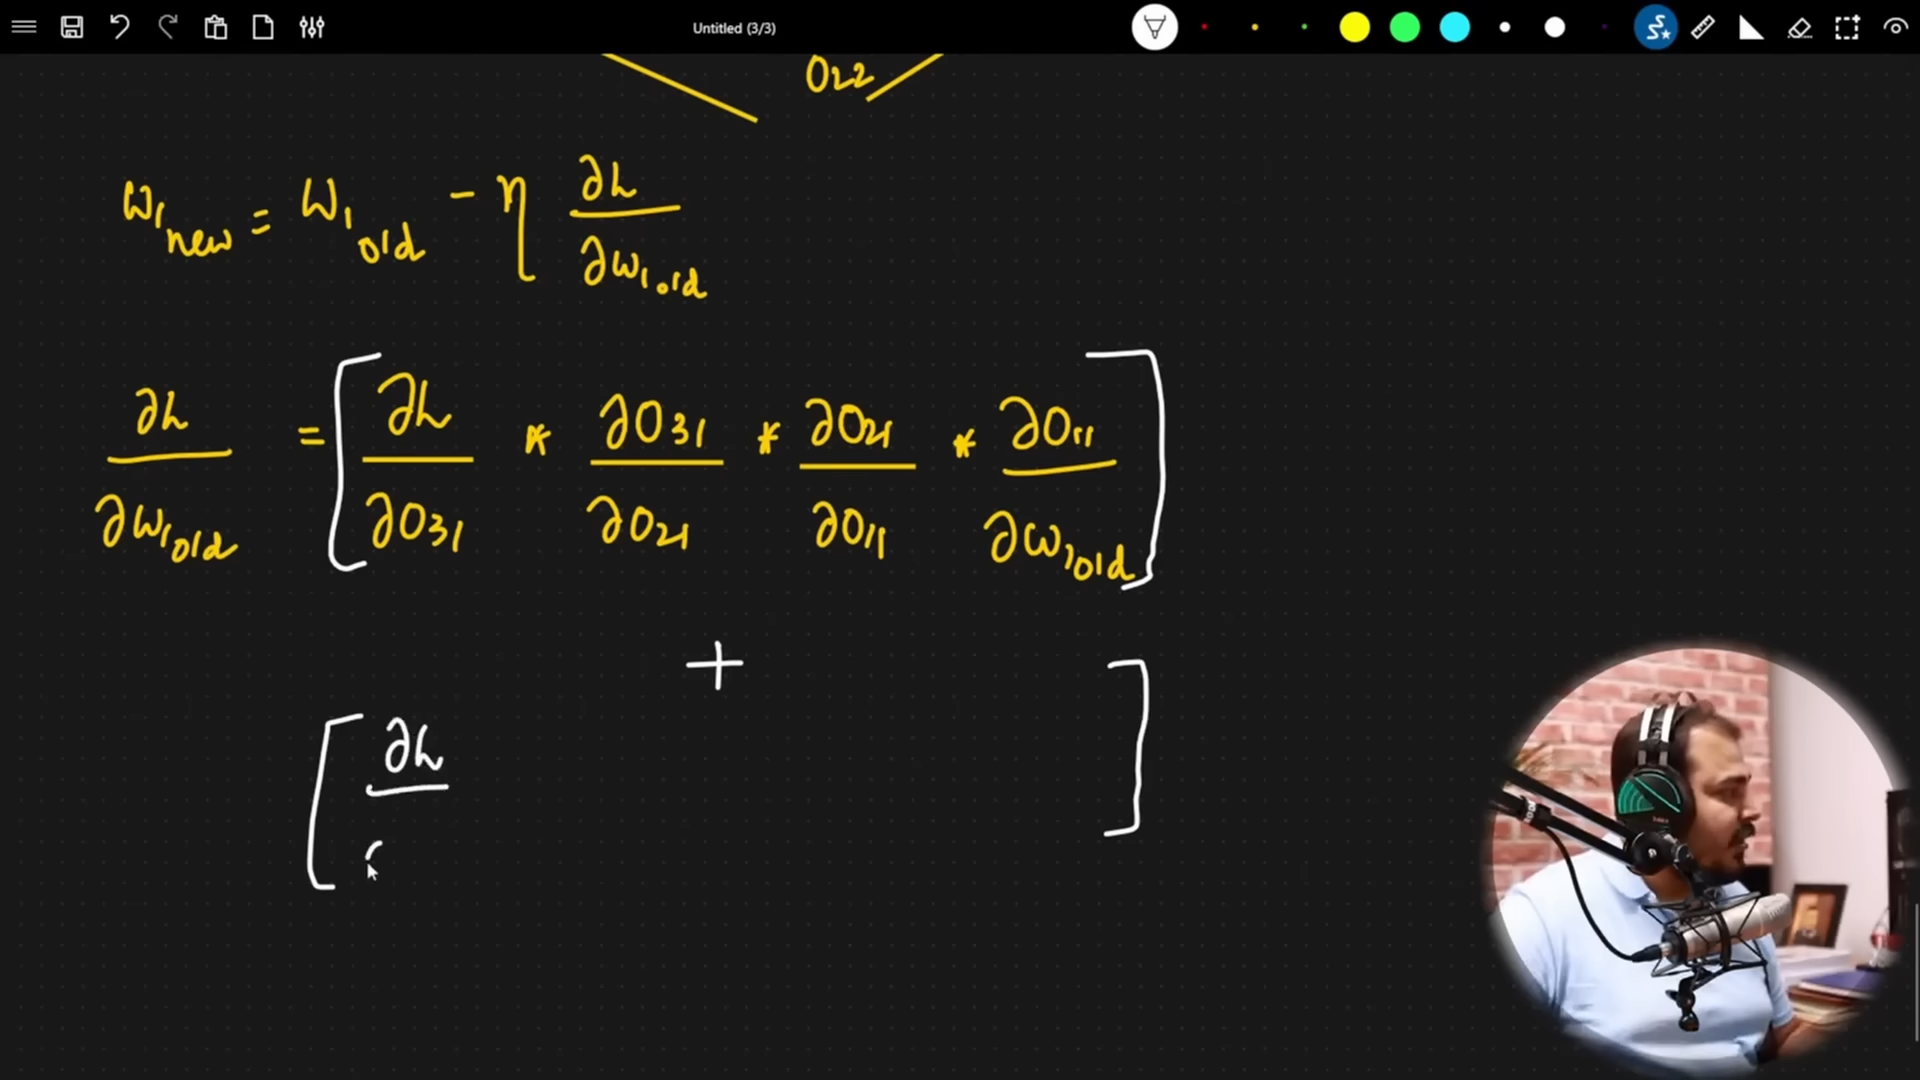 Untitled (3/3)
O22
W1new = W1old - η ∂L/∂W1old
∂L/∂W1old = [∂L/∂O31 * ∂O31/∂O21 * ∂O21/∂O11 * ∂O11/∂W1old]
+
[∂L/ ]